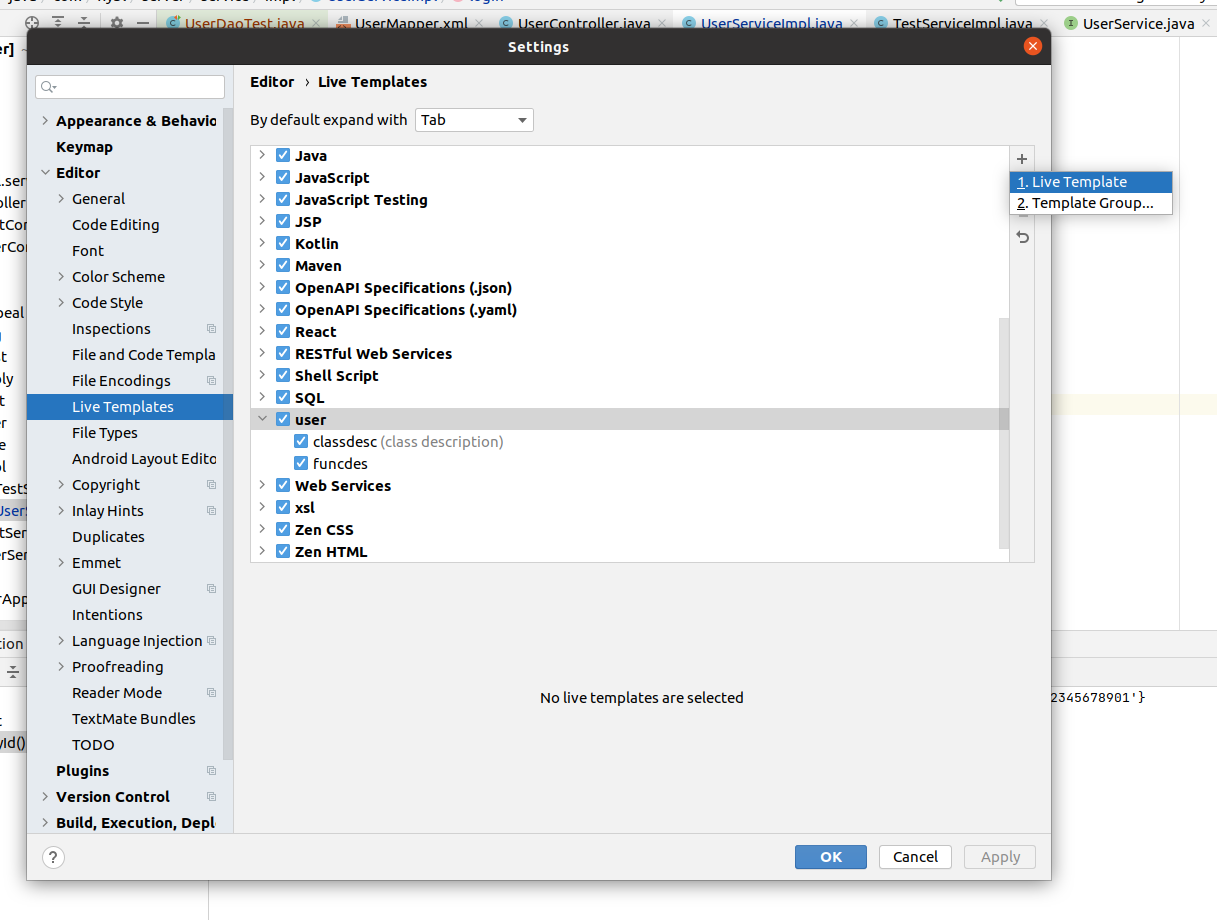 UserDaoTest.java
UserMapper.xml
UserController.java
UserServiceImpl.java
TestServiceImpl.java
UserService.java
Settings
Editor › Live Templates
By default expand with Tab
Appearance & Behavio
Keymap
Editor
General
Code Editing
Font
Color Scheme
Code Style
Inspections
File and Code Templa
File Encodings
Live Templates
File Types
Android Layout Edito
Copyright
Inlay Hints
Duplicates
Emmet
GUI Designer
Intentions
Language Injection
Proofreading
Reader Mode
TextMate Bundles
TODO
Plugins
Version Control
Build, Execution, Depl
Java
JavaScript
JavaScript Testing
JSP
Kotlin
Maven
OpenAPI Specifications (.json)
OpenAPI Specifications (.yaml)
React
RESTful Web Services
Shell Script
SQL
user
classdesc (class description)
funcdes
Web Services
xsl
Zen CSS
Zen HTML
1. Live Template
2. Template Group...
No live templates are selected
2345678901'}
?
OK
Cancel
Apply